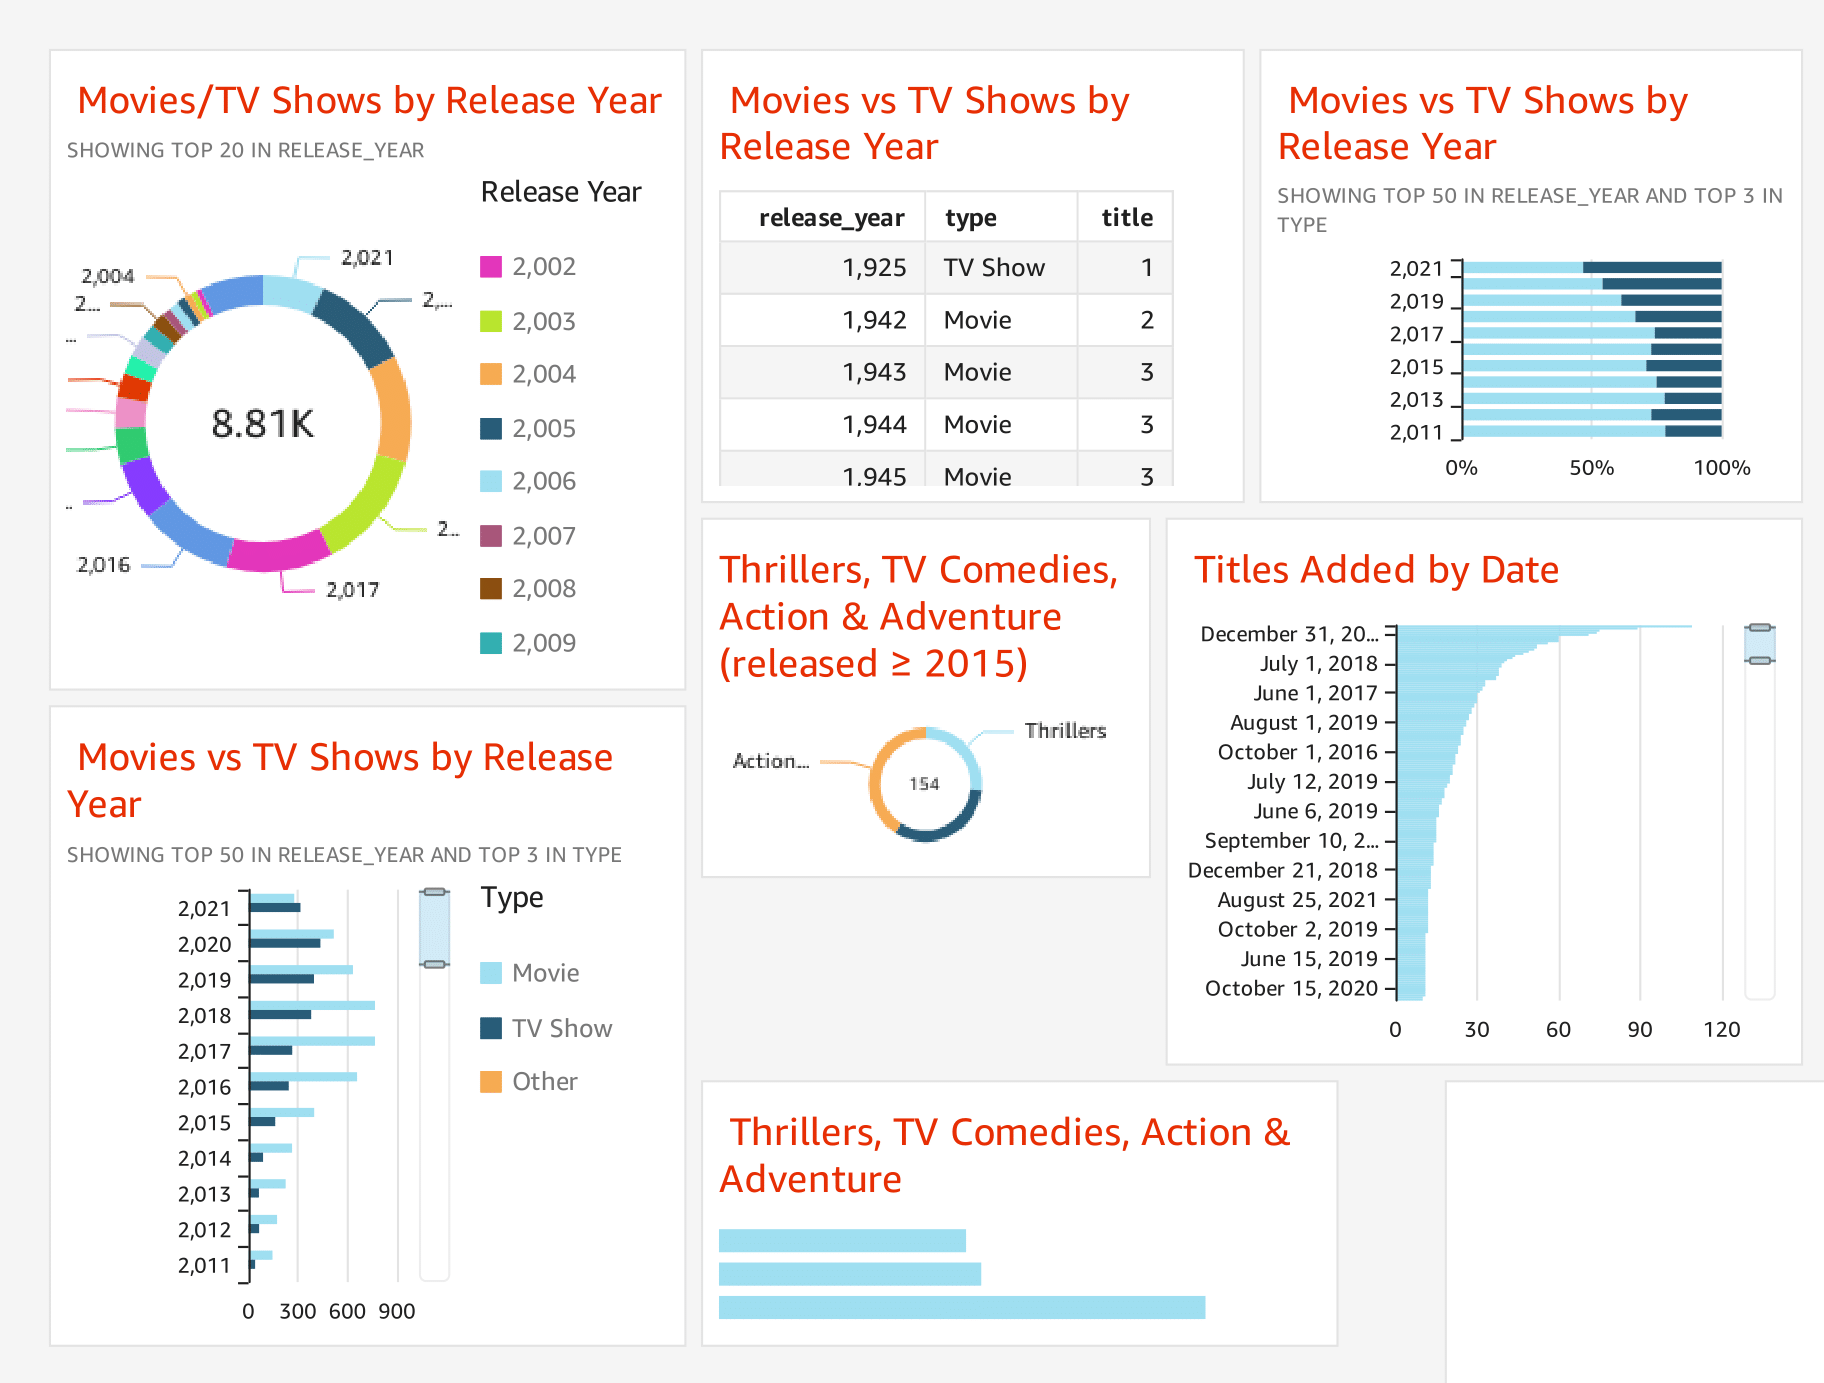 Movies/TV Shows by Release Year
SHOWING TOP 20 IN RELEASE_YEAR
Release Year
2,021
2,004
2...
2,...
...
8.81K
..
2...
2,016
2,017
2,002
2,003
2,004
2,005
2,006
2,007
2,008
2,009
Movies vs TV Shows by
Release Year
release_year type title
1,925 TV Show 1
1,942 Movie 2
1,943 Movie 3
1,944 Movie 3
1,945 Movie 3
Movies vs TV Shows by
Release Year
SHOWING TOP 50 IN RELEASE_YEAR AND TOP 3 IN
TYPE
2,021
2,019
2,017
2,015
2,013
2,011
0% 50% 100%
Movies vs TV Shows by Release
Year
SHOWING TOP 50 IN RELEASE_YEAR AND TOP 3 IN TYPE
2,021
2,020
2,019
2,018
2,017
2,016
2,015
2,014
2,013
2,012
2,011
0 300 600 900
Type
Movie
TV Show
Other
Thrillers, TV Comedies,
Action & Adventure
(released ≥ 2015)
Thrillers
Action...
154
Titles Added by Date
December 31, 20...
July 1, 2018
June 1, 2017
August 1, 2019
October 1, 2016
July 12, 2019
June 6, 2019
September 10, 2...
December 21, 2018
August 25, 2021
October 2, 2019
June 15, 2019
October 15, 2020
0 30 60 90 120
Thrillers, TV Comedies, Action &
Adventure